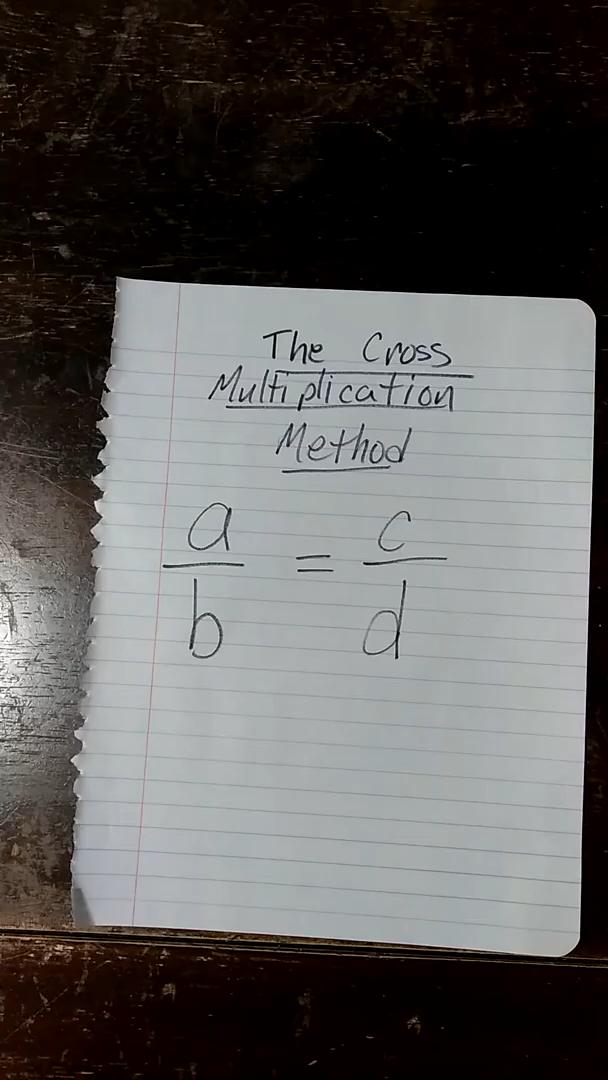 The Cross
Multiplication
Method
a/b = c/d